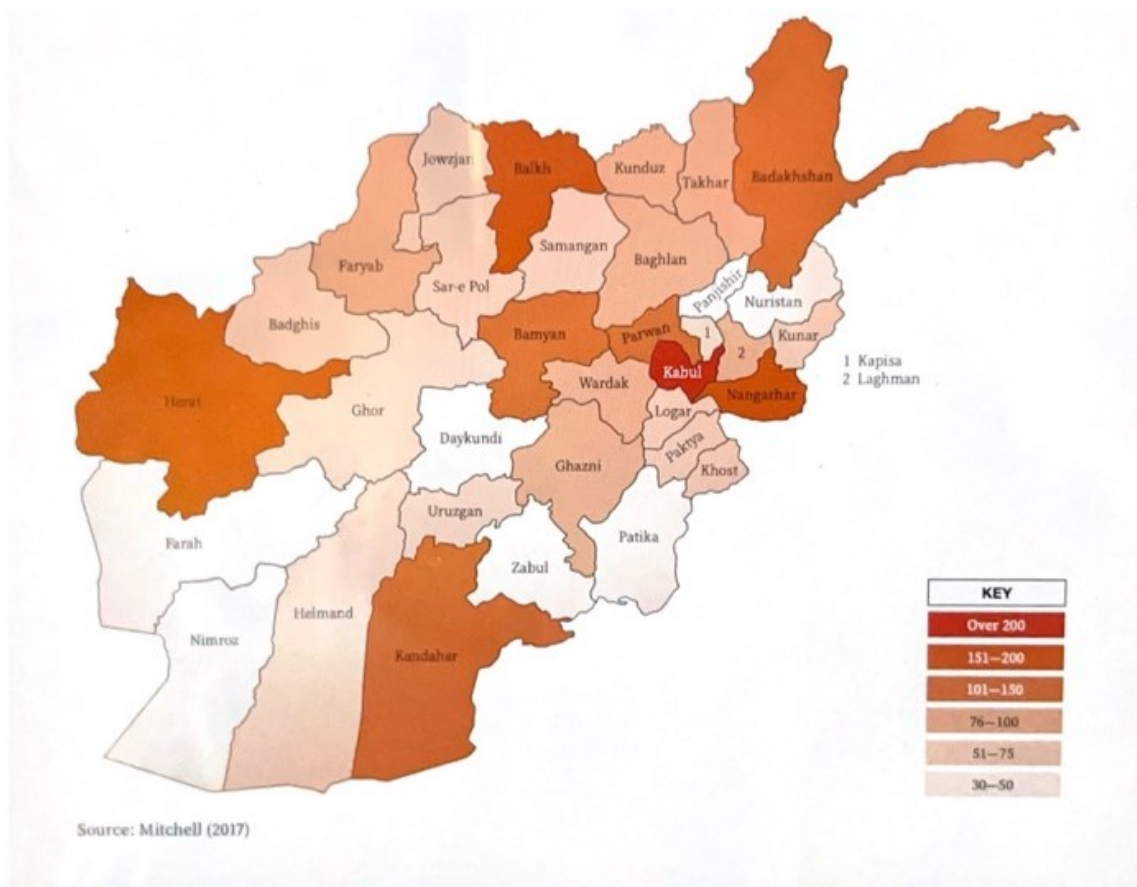 Jowzjan
Balkh
Kunduz
Takhar
Badakhshan
Faryab
Sar-e Pol
Samangan
Baghlan
Panjishir
Nuristan
Badghis
Bamyan
Parwan
1
2
Kunar
Kabul
1 Kapisa
2 Laghman
Herat
Ghor
Wardak
Nangarhar
Logar
Daykundi
Paktya
Khost
Ghazni
Uruzgan
Farah
Zabul
Patika
Helmand
Nimroz
Kandahar
KEY
Over 200
151—200
101—150
76—100
51—75
30—50
Source: Mitchell (2017)